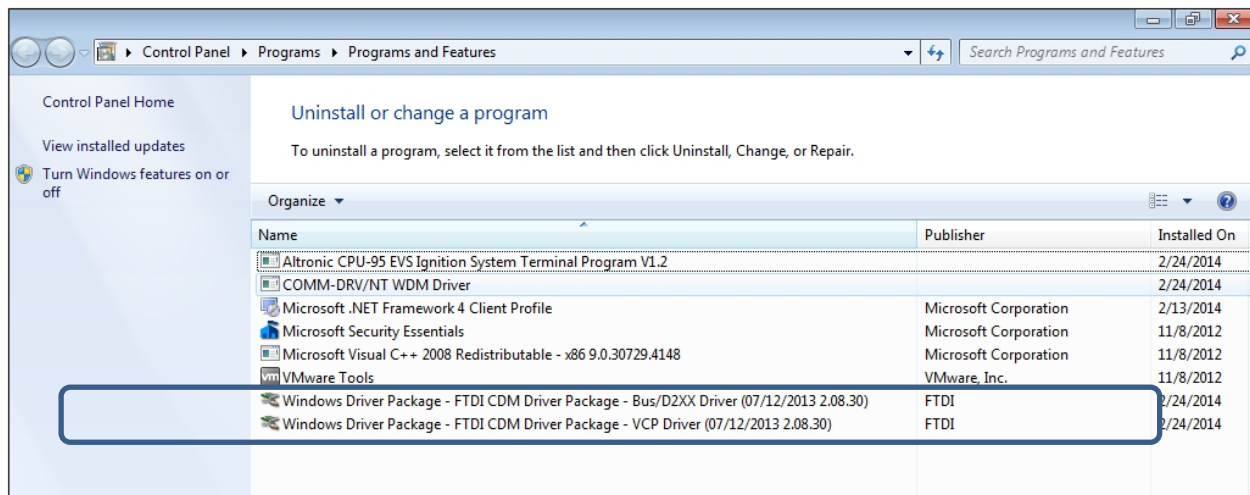 Control Panel Programs Programs and Features Search Programs and Features
Control Panel Home
View installed updates
Turn Windows features on or
off
Uninstall or change a program
To uninstall a program, select it from the list and then click Uninstall, Change, or Repair.
Organize
Name Publisher Installed On
Altronic CPU-95 EVS Ignition System Terminal Program V1.2 2/24/2014
COMM-DRV/NT WDM Driver 2/24/2014
Microsoft .NET Framework 4 Client Profile Microsoft Corporation 2/13/2014
Microsoft Security Essentials Microsoft Corporation 11/8/2012
Microsoft Visual C++ 2008 Redistributable - x86 9.0.30729.4148 Microsoft Corporation 11/8/2012
vm VMware Tools VMware, Inc. 11/8/2012
Windows Driver Package - FTDI CDM Driver Package - Bus/D2XX Driver (07/12/2013 2.08.30) FTDI 2/24/2014
Windows Driver Package - FTDI CDM Driver Package - VCP Driver (07/12/2013 2.08.30) FTDI 2/24/2014